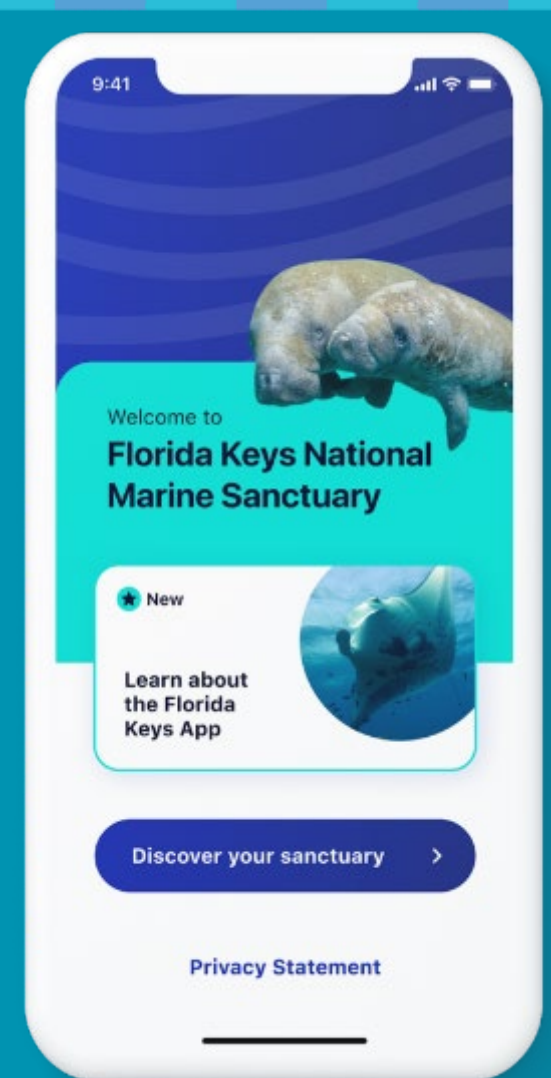 9:41
Welcome to
Florida Keys National
Marine Sanctuary
New
Learn about
the Florida
Keys App
Discover your sanctuary
Privacy Statement